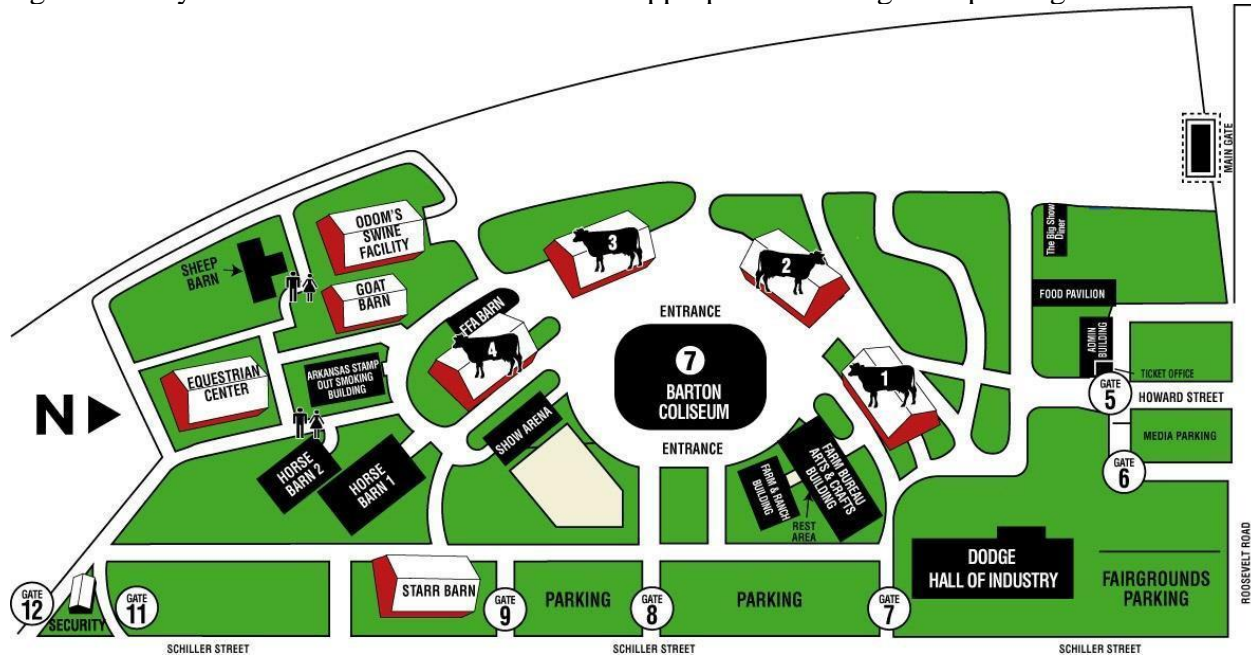 MAIN GATE
ODOM'S
SWINE
FACILITY
SHEEP
BARN
GOAT
BARN
3
2
The Big Show
Diner
FOOD PAVILION
ENTRANCE
FFA BARN
4
ADMIN
BUILDING
TICKET OFFICE
EQUESTRIAN
CENTER
ARKANSAS STAMP
OUT SMOKING
BUILDING
7
BARTON
COLISEUM
1
GATE
5
HOWARD STREET
N
SHOW ARENA
ENTRANCE
MEDIA PARKING
HORSE
BARN 2
HORSE
BARN 1
FARM & RANCH
BUILDING
FARM BUREAU
ARTS & CRAFTS
BUILDING
REST
AREA
GATE
6
DODGE
HALL OF INDUSTRY
FAIRGROUNDS
PARKING
ROOSEVELT ROAD
GATE
12
SECURITY
GATE
11
STARR BARN
GATE
9
PARKING
GATE
8
PARKING
GATE
7
SCHILLER STREET
SCHILLER STREET
SCHILLER STREET